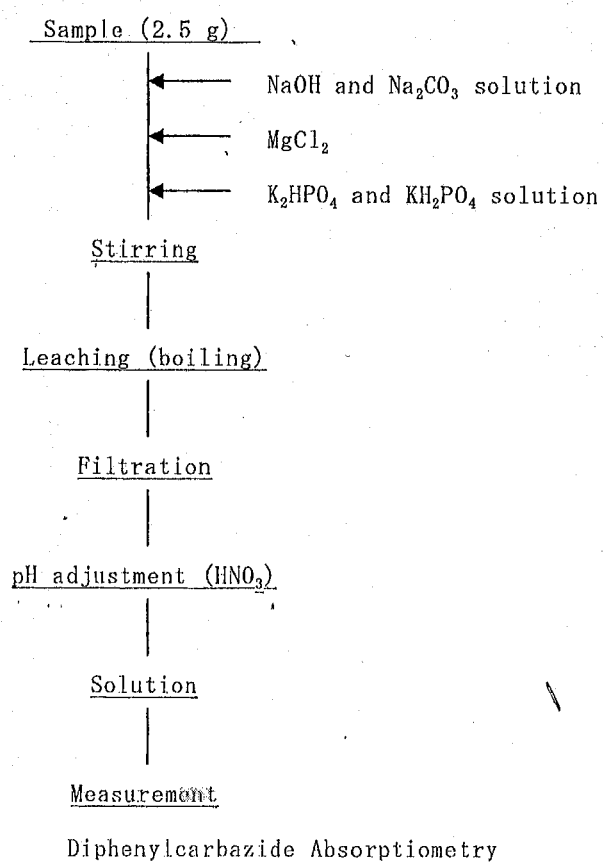 Sample (2.5 g)
NaOH and Na₂CO₃ solution
MgCl₂
K₂HPO₄ and KH₂PO₄ solution
Stirring
Leaching (boiling)
Filtration
pH adjustment (HNO₃)
Solution
Measurement
Diphenylcarbazide Absorptiometry